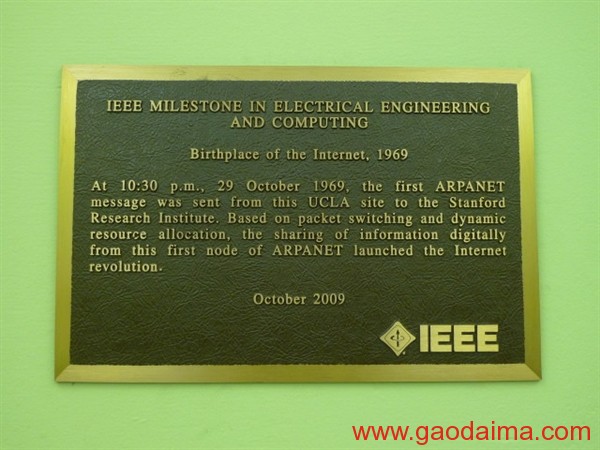 IEEE MILESTONE IN ELECTRICAL ENGINEERING
AND COMPUTING
Birthplace of the Internet, 1969
At 10:30 p.m., 29 October 1969, the first ARPANET
message was sent from this UCLA site to the Stanford
Research Institute. Based on packet switching and dynamic
resource allocation, the sharing of information digitally
from this first node of ARPANET launched the Internet
revolution.
October 2009
IEEE
www.gaodaima.com